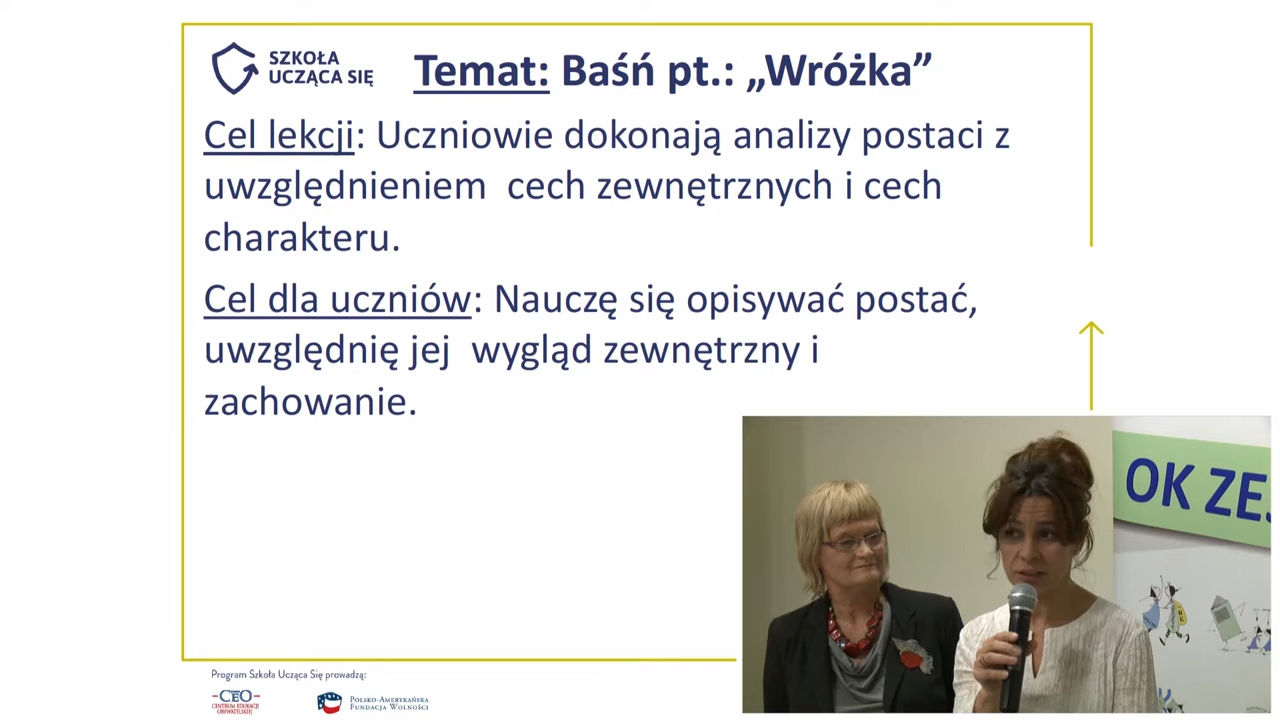 SZKOŁA
UCZĄCA SIĘ
Temat: Baśń pt.: „Wróżka”
Cel lekcji: Uczniowie dokonają analizy postaci z
uwzględnieniem cech zewnętrznych i cech
charakteru.
Cel dla uczniów: Nauczę się opisywać postać,
uwzględnię jej wygląd zewnętrzny i
zachowanie.
OK ZES
Program Szkoła Ucząca Się prowadzą:
CEO
CENTRUM EDUKACJI
OBYWATELSKIEJ
POLSKO-AMERYKAŃSKA
FUNDACJA WOLNOŚCI